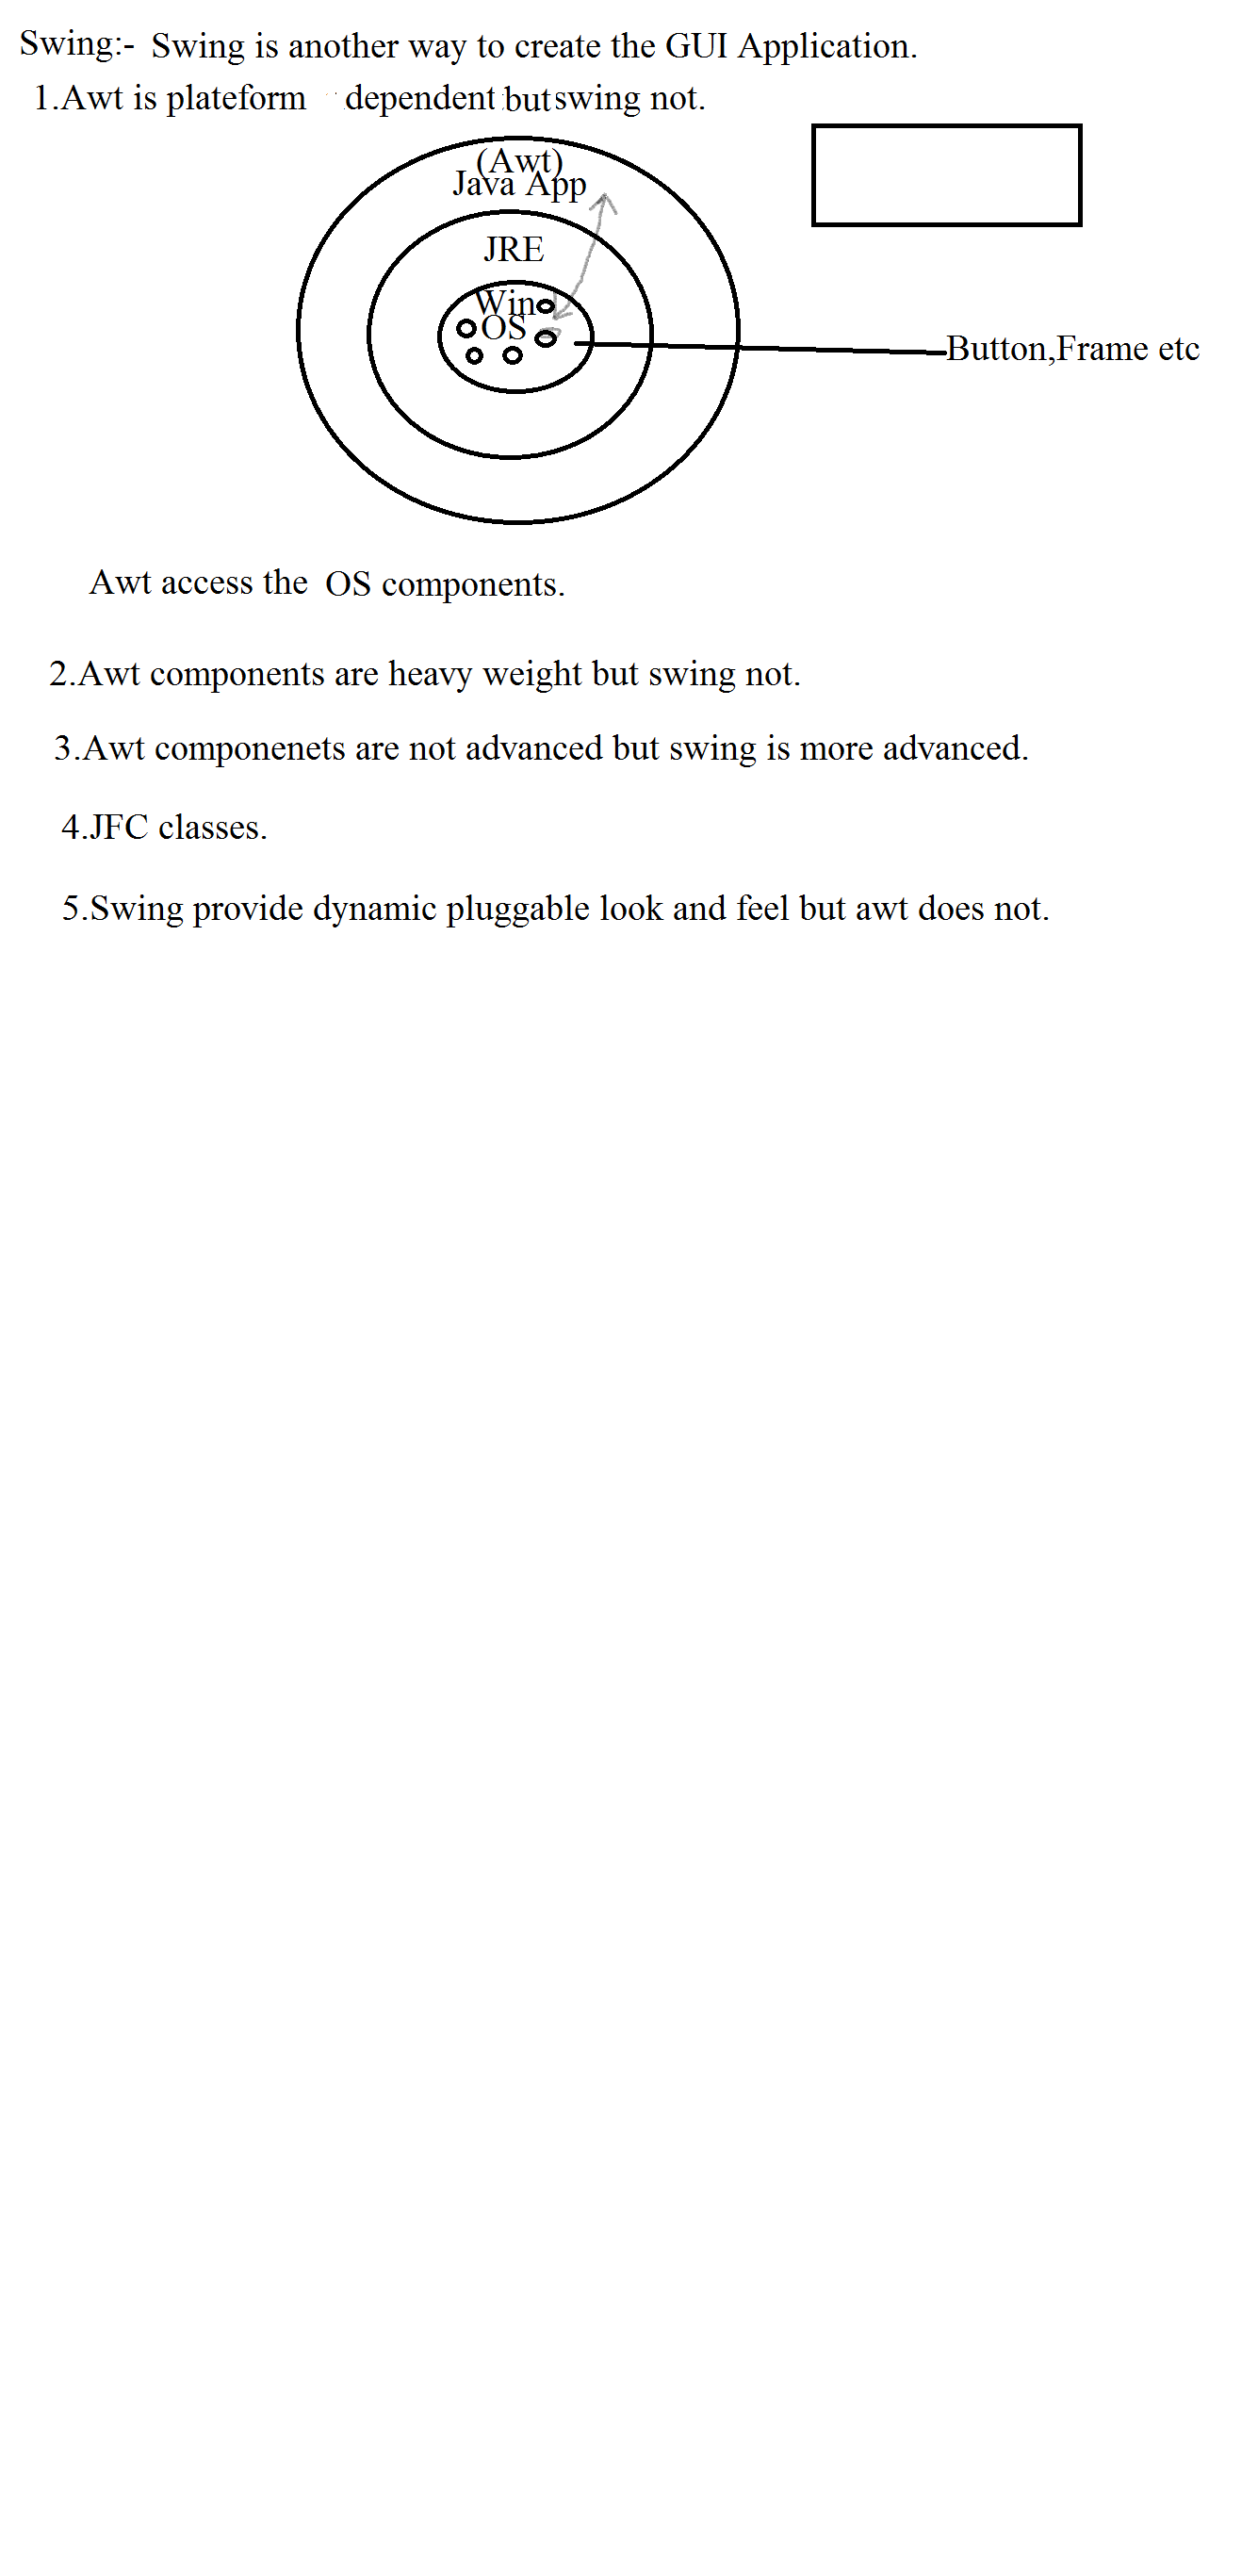 Swing:- Swing is another way to create the GUI Application.
1.Awt is plateform dependent but swing not.
(Awt)
Java App
JRE
Win
OS
Button,Frame etc
Awt access the OS components.
2.Awt components are heavy weight but swing not.
3.Awt componenets are not advanced but swing is more advanced.
4.JFC classes.
5.Swing provide dynamic pluggable look and feel but awt does not.